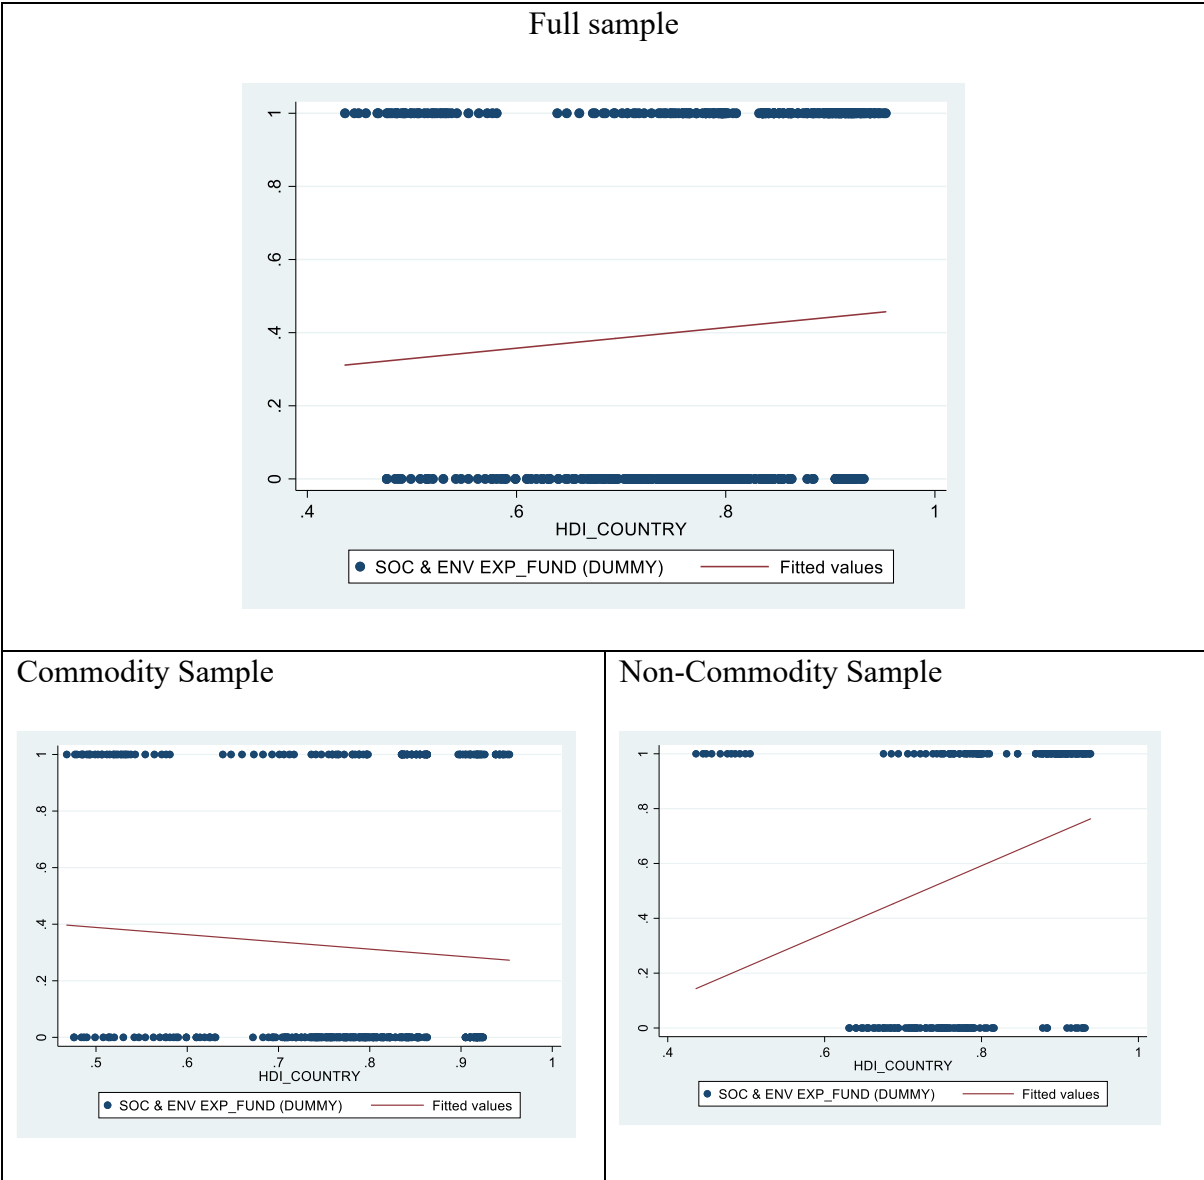 Full sample
1
.8
.6
.4
.2
0
.4 .6 .8 1
HDI_COUNTRY
SOC & ENV EXP_FUND (DUMMY) Fitted values
Commodity Sample
1
.8
.6
.4
.2
0
.5 .6 .7 .8 .9 1
HDI_COUNTRY
SOC & ENV EXP_FUND (DUMMY) Fitted values
Non-Commodity Sample
1
.8
.6
.4
.2
0
.4 .6 .8 1
HDI_COUNTRY
SOC & ENV EXP_FUND (DUMMY) Fitted values